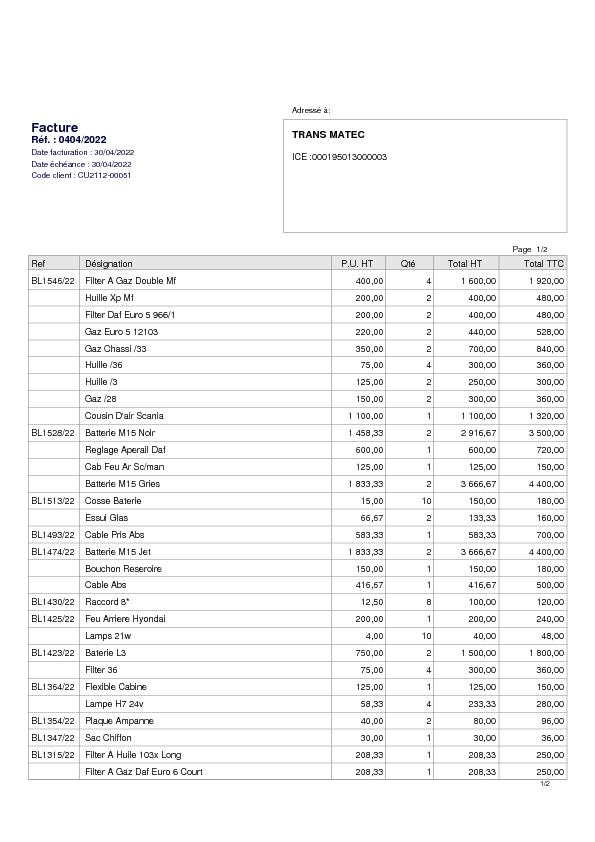 Adressé à:
Facture
Réf. : 0404/2022
Date facturation : 30/04/2022
Date échéance : 30/04/2022
Code client : CU2112-00051
TRANS MATEC
ICE :000195013000003
Page 1/2
Ref Désignation P.U. HT Qté Total HT Total TTC
BL1546/22 Filter A Gaz Double Mf 400,00 4 1 600,00 1 920,00
Huille Xp Mf 200,00 2 400,00 480,00
Filter Daf Euro 5 966/1 200,00 2 400,00 480,00
Gaz Euro 5 12103 220,00 2 440,00 528,00
Gaz Chassi /33 350,00 2 700,00 840,00
Huille /36 75,00 4 300,00 360,00
Huille /3 125,00 2 250,00 300,00
Gaz /28 150,00 2 300,00 360,00
Cousin D'air Scania 1 100,00 1 1 100,00 1 320,00
BL1528/22 Batterie M15 Noir 1 458,33 2 2 916,67 3 500,00
Reglage Aperail Daf 600,00 1 600,00 720,00
Cab Feu Ar Sc/man 125,00 1 125,00 150,00
Batterie M15 Gries 1 833,33 2 3 666,67 4 400,00
BL1513/22 Cosse Baterie 15,00 10 150,00 180,00
Essui Glas 66,67 2 133,33 160,00
BL1493/22 Cable Pris Abs 583,33 1 583,33 700,00
BL1474/22 Batterie M15 Jet 1 833,33 2 3 666,67 4 400,00
Bouchon Reseroire 150,00 1 150,00 180,00
Cable Abs 416,67 1 416,67 500,00
BL1430/22 Raccord 8* 12,50 8 100,00 120,00
BL1425/22 Feu Arriere Hyondai 200,00 1 200,00 240,00
Lamps 21w 4,00 10 40,00 48,00
BL1423/22 Baterie L3 750,00 2 1 500,00 1 800,00
Filter 36 75,00 4 300,00 360,00
BL1364/22 Flexible Cabine 125,00 1 125,00 150,00
Lampe H7 24v 58,33 4 233,33 280,00
BL1354/22 Plaque Ampanne 40,00 2 80,00 96,00
BL1347/22 Sac Chiffon 30,00 1 30,00 36,00
BL1315/22 Filter A Huile 103x Long 208,33 1 208,33 250,00
Filter A Gaz Daf Euro 6 Court 208,33 1 208,33 250,00
1/2